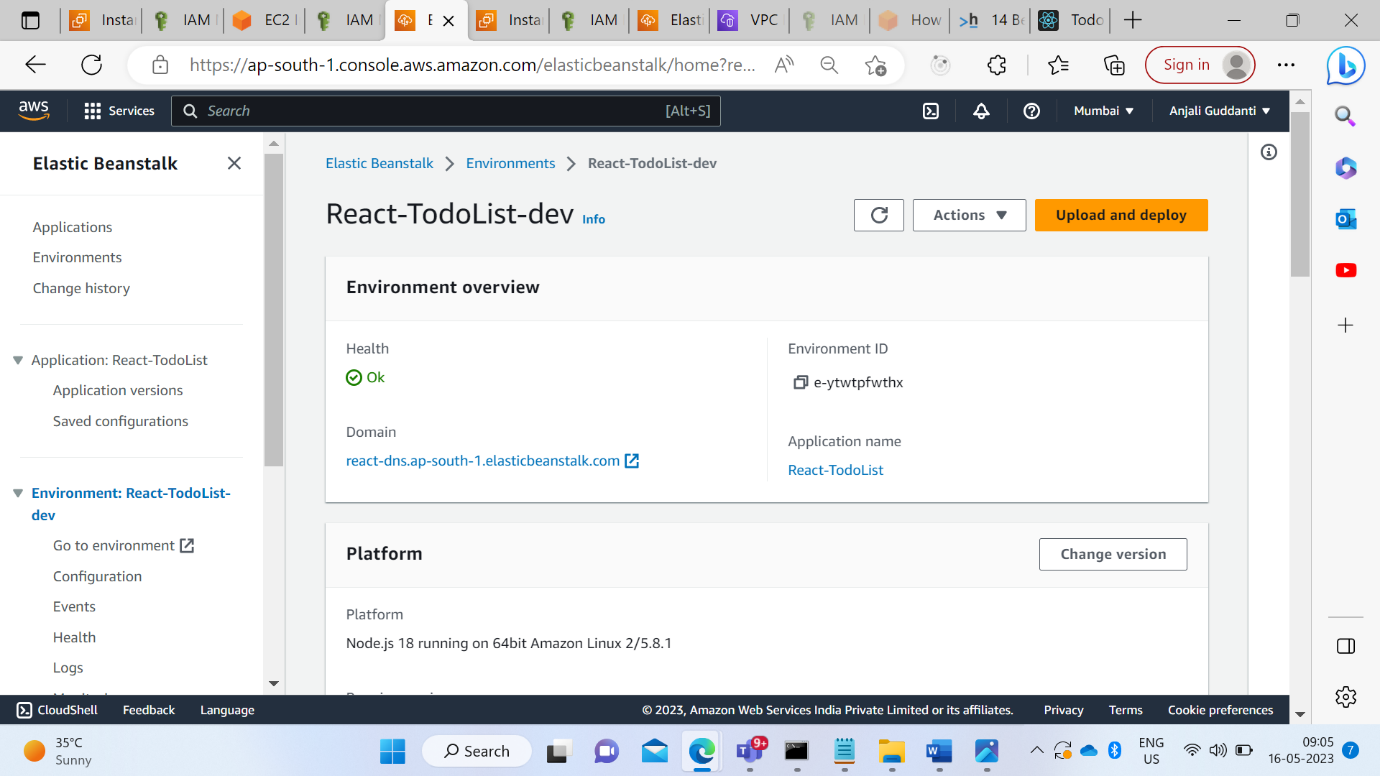 Instan
IAM
EC2 I
IAM
E
Instan
IAM
Elasti
VPC
IAM
How
>h
14 Be
Todo
https://ap-south-1.console.aws.amazon.com/elasticbeanstalk/home?re...
Sign in
aws
Services
Search
[Alt+S]
Mumbai
Anjali Guddanti
Elastic Beanstalk
Applications
Environments
Change history
Application: React-TodoList
Application versions
Saved configurations
Environment: React-TodoList-
dev
Go to environment
Configuration
Events
Health
Logs
Elastic Beanstalk
Environments
React-TodoList-dev
React-TodoList-dev
Info
Actions
Upload and deploy
Environment overview
Health
Ok
Domain
react-dns.ap-south-1.elasticbeanstalk.com
Environment ID
e-ytwtpfwthx
Application name
React-TodoList
Platform
Change version
Platform
Node.js 18 running on 64bit Amazon Linux 2/5.8.1
CloudShell
Feedback
Language
© 2023, Amazon Web Services India Private Limited or its affiliates.
Privacy
Terms
Cookie preferences
35°C
Sunny
Search
9+
ENG
US
09:05
16-05-2023
7